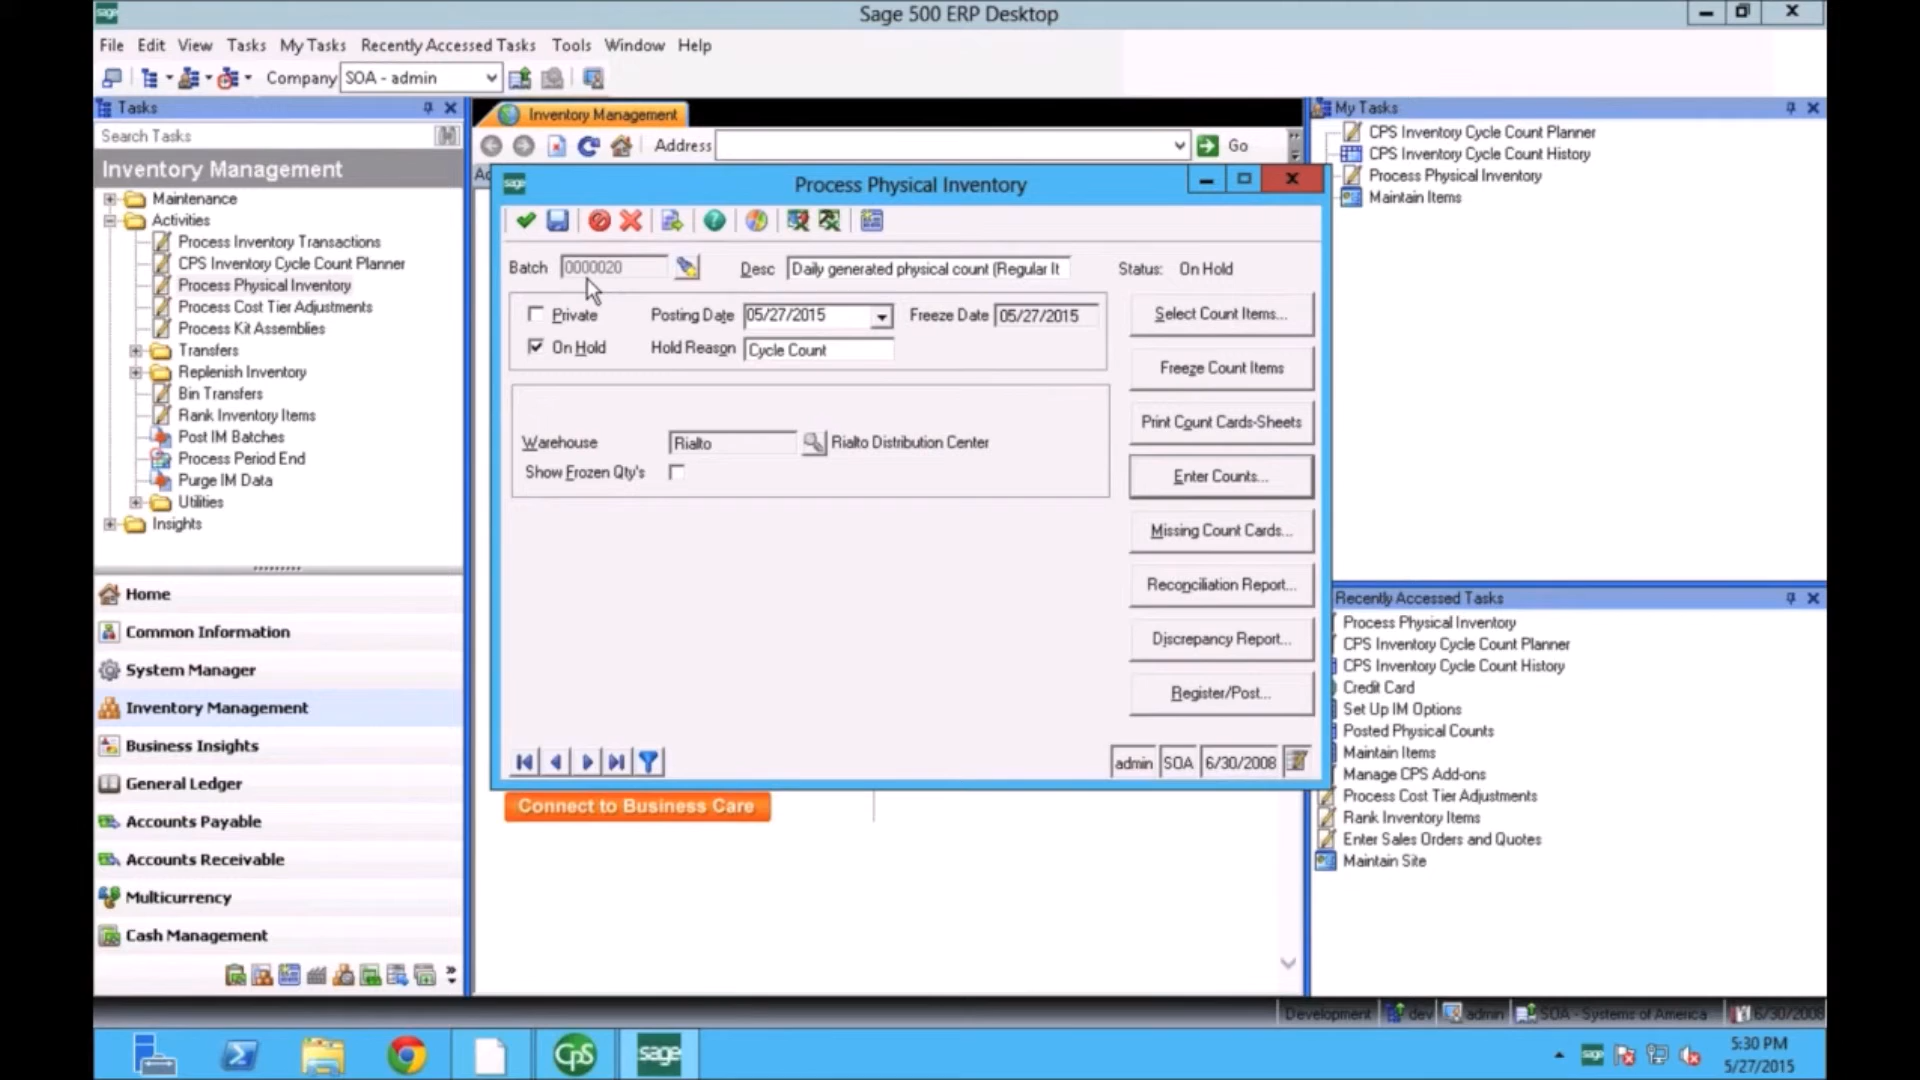 sage
Sage 500 ERP Desktop
File Edit View Tasks My Tasks Recently Accessed Tasks Tools Window Help
Company SOA - admin
Tasks
Search Tasks
Inventory Management
Maintenance
Activities
Process Inventory Transactions
CPS Inventory Cycle Count Planner
Process Physical Inventory
Process Cost Tier Adjustments
Process Kit Assemblies
Transfers
Replenish Inventory
Bin Transfers
Rank Inventory Items
Post IM Batches
Process Period End
Purge IM Data
Utilities
Insights
Home
Common Information
System Manager
Inventory Management
Business Insights
General Ledger
Accounts Payable
Accounts Receivable
Multicurrency
Cash Management
Inventory Management
Address
Go
sage
Process Physical Inventory
Batch 0000020
Desc Daily generated physical count (Regular It
Status: On Hold
Private
Posting Date 05/27/2015
Freeze Date 05/27/2015
On Hold
Hold Reason Cycle Count
Warehouse Rialto Rialto Distribution Center
Show Frozen Qty's
Select Count Items...
Freeze Count Items
Print Count Cards-Sheets
Enter Counts...
Missing Count Cards...
Reconciliation Report...
Discrepancy Report...
Register/Post...
admin SOA 6/30/2008
Connect to Business Care
My Tasks
CPS Inventory Cycle Count Planner
CPS Inventory Cycle Count History
Process Physical Inventory
Maintain Items
Recently Accessed Tasks
Process Physical Inventory
CPS Inventory Cycle Count Planner
CPS Inventory Cycle Count History
Credit Card
Set Up IM Options
Posted Physical Counts
Maintain Items
Manage CPS Add-ons
Process Cost Tier Adjustments
Rank Inventory Items
Enter Sales Orders and Quotes
Maintain Site
Development dev admin SOA - Systems of America 6/30/2008
CPS
sage
sage
5:30 PM
5/27/2015